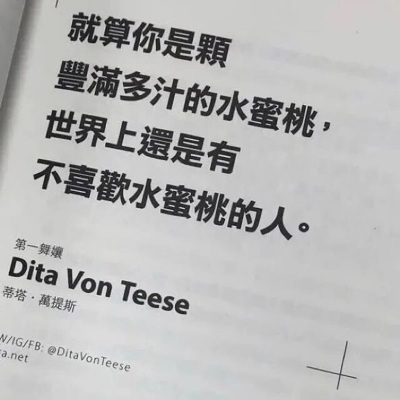 就算你是顆
豐滿多汁的水蜜桃，
世界上還是有
不喜歡水蜜桃的人。
第一舞孃
Dita Von Teese
蒂塔·萬提斯
W/IG/FB: @DitaVonTeese
.net